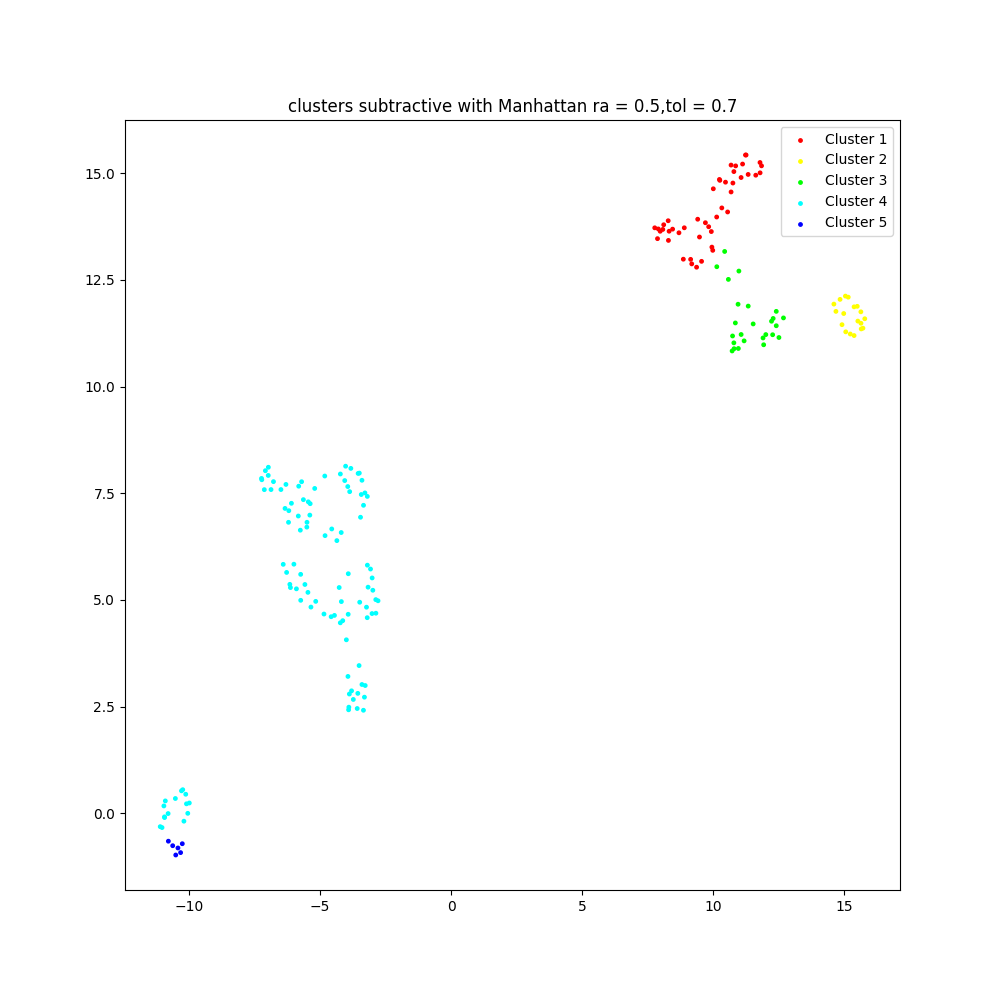 clusters subtractive with Manhattan ra = 0.5,tol = 0.7
Cluster 1
Cluster 2
Cluster 3
Cluster 4
Cluster 5
15.0
12.5
10.0
7.5
5.0
2.5
0.0
−10
−5
0
5
10
15